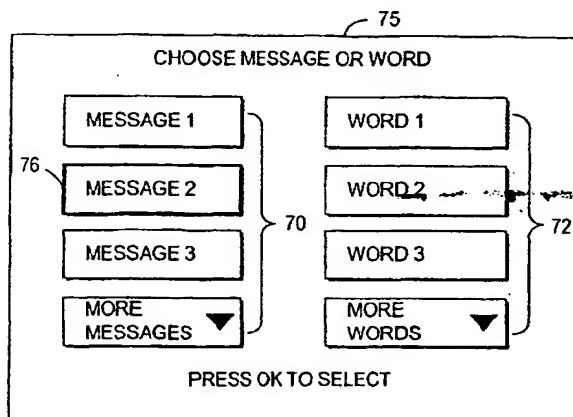 75
CHOOSE MESSAGE OR WORD
MESSAGE 1
WORD 1
76
MESSAGE 2
WORD 2
70
72
MESSAGE 3
WORD 3
MORE
MESSAGES
MORE
WORDS
PRESS OK TO SELECT